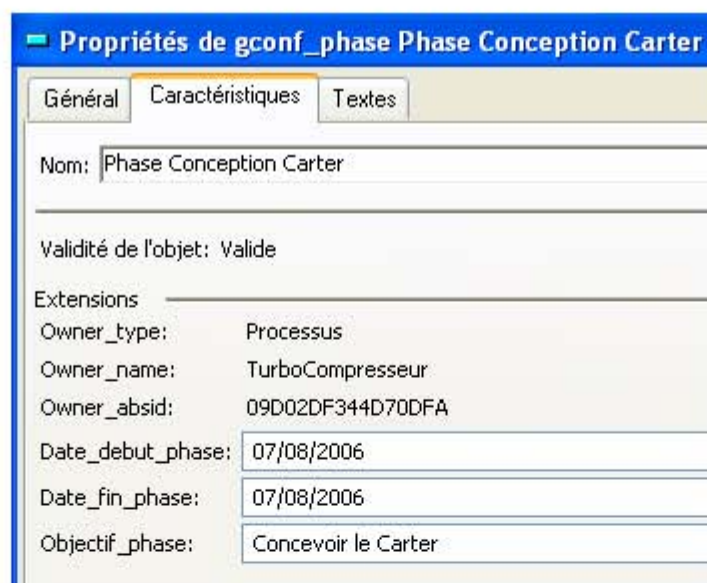 Propriétés de gconf_phase Phase Conception Carter
Général Caractéristiques Textes
Nom: Phase Conception Carter
Validité de l'objet: Valide
Extensions
Owner_type: Processus
Owner_name: TurboCompresseur
Owner_absid: 09D02DF344D70DFA
Date_debut_phase: 07/08/2006
Date_fin_phase: 07/08/2006
Objectif_phase: Concevoir le Carter